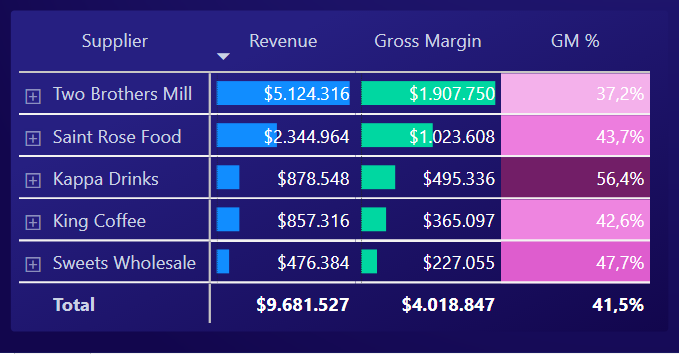 Supplier Revenue Gross Margin GM %
Two Brothers Mill $5.124.316 $1.907.750 37,2%
Saint Rose Food $2.344.964 $1.023.608 43,7%
Kappa Drinks $878.548 $495.336 56,4%
King Coffee $857.316 $365.097 42,6%
Sweets Wholesale $476.384 $227.055 47,7%
Total $9.681.527 $4.018.847 41,5%